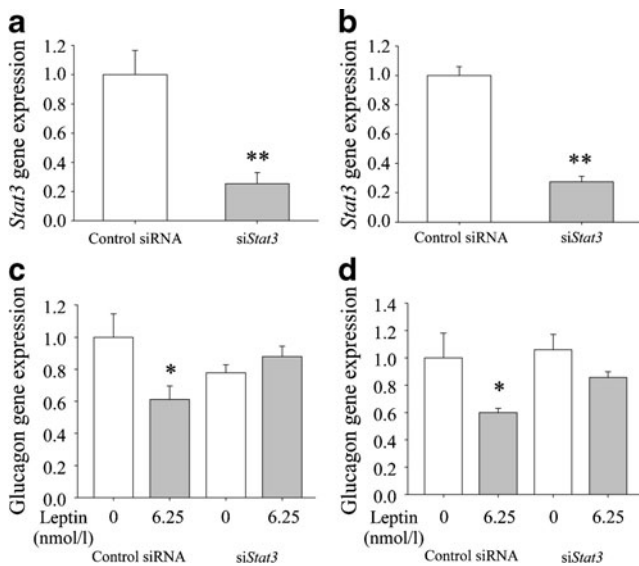 a
b
Stat3 gene expression
1.2
1.0
0.8
0.6
0.4
0.2
0.0
**
Control siRNA siStat3
Stat3 gene expression
1.2
1.0
0.8
0.6
0.4
0.2
0.0
**
Control siRNA siStat3
c
d
Glucagon gene expression
1.2
1.0
0.8
0.6
0.4
0.2
0.0
*
Leptin 0 6.25 0 6.25
(nmol/l)
Control siRNA siStat3
Glucagon gene expression
1.4
1.2
1.0
0.8
0.6
0.4
0.2
0.0
*
Leptin 0 6.25 0 6.25
(nmol/l)
Control siRNA siStat3